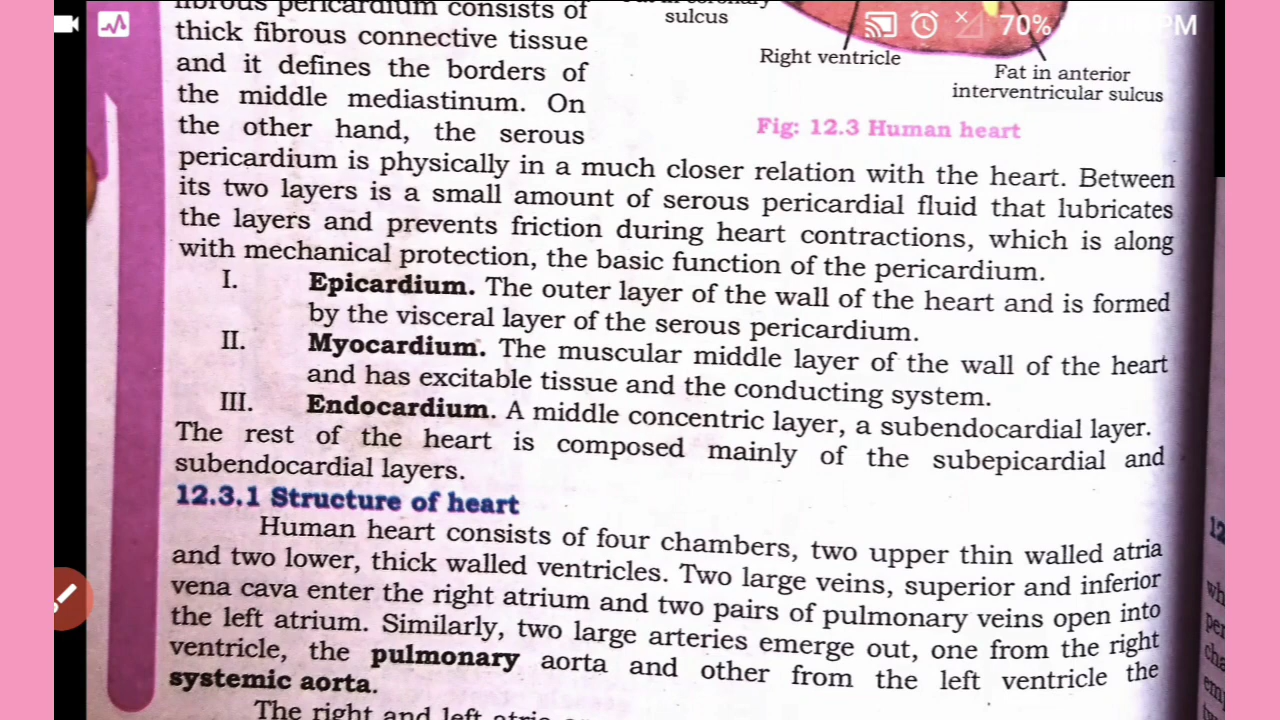 fibrous pericardium consists of
thick fibrous connective tissue
and it defines the borders of
the middle mediastinum. On
the other hand, the serous
sulcus
70%
PM
Right ventricle
Fat in anterior
interventricular sulcus
Fig: 12.3 Human heart
pericardium is physically in a much closer relation with the heart. Between
its two layers is a small amount of serous pericardial fluid that lubricates
the layers and prevents friction during heart contractions, which is along
with mechanical protection, the basic function of the pericardium.
I. Epicardium. The outer layer of the wall of the heart and is formed
by the visceral layer of the serous pericardium.
II. Myocardium. The muscular middle layer of the wall of the heart
and has excitable tissue and the conducting system.
III. Endocardium. A middle concentric layer, a subendocardial layer.
The rest of the heart is composed mainly of the subepicardial and
subendocardial layers.
12.3.1 Structure of heart
Human heart consists of four chambers, two upper thin walled atria
and two lower, thick walled ventricles. Two large veins, superior and inferior
vena cava enter the right atrium and two pairs of pulmonary veins open into
the left atrium. Similarly, two large arteries emerge out, one from the right
ventricle, the pulmonary aorta and other from the left ventricle the
systemic aorta.
The right and left